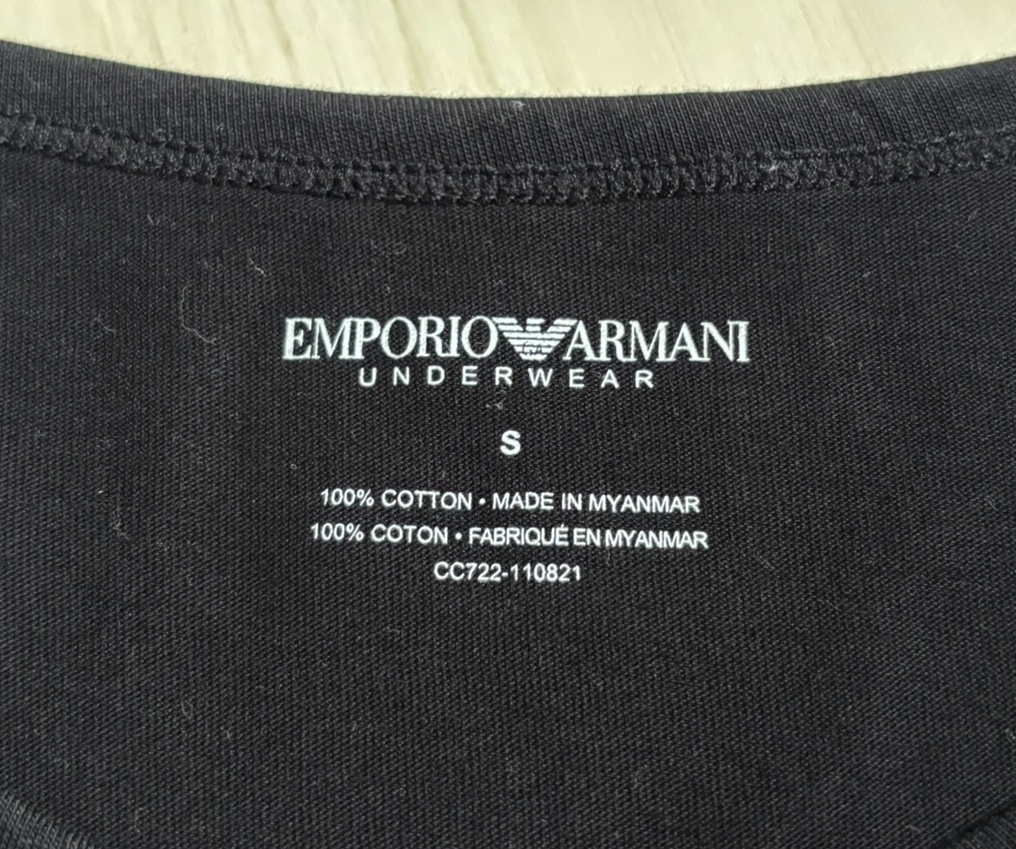 EMPORIO ARMANI
UNDERWEAR
S
100% COTTON • MADE IN MYANMAR
100% COTON • FABRIQUÉ EN MYANMAR
CC722-110821